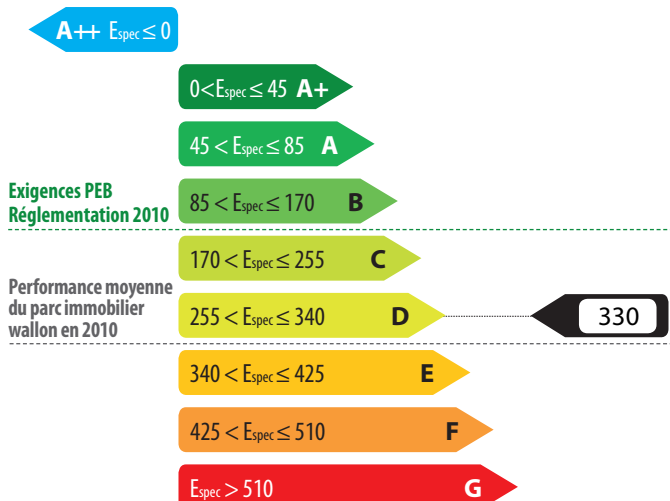 A++ Espec ≤ 0
0 < Espec ≤ 45 A+
45 < Espec ≤ 85 A
Exigences PEB
Réglementation 2010
85 < Espec ≤ 170 B
170 < Espec ≤ 255 C
Performance moyenne
du parc immobilier
wallon en 2010
255 < Espec ≤ 340 D
330
340 < Espec ≤ 425 E
425 < Espec ≤ 510 F
Espec > 510 G